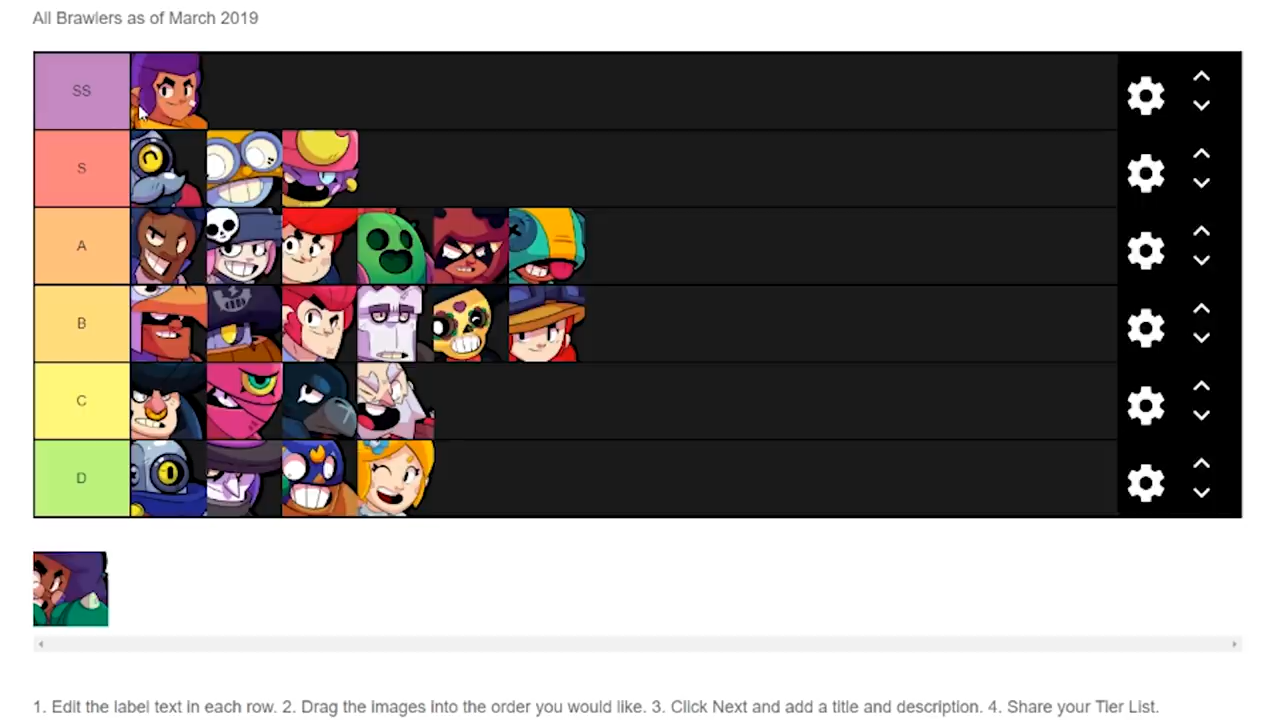 All Brawlers as of March 2019
SS
S
A
B
C
D
1. Edit the label text in each row. 2. Drag the images into the order you would like. 3. Click Next and add a title and description. 4. Share your Tier List.